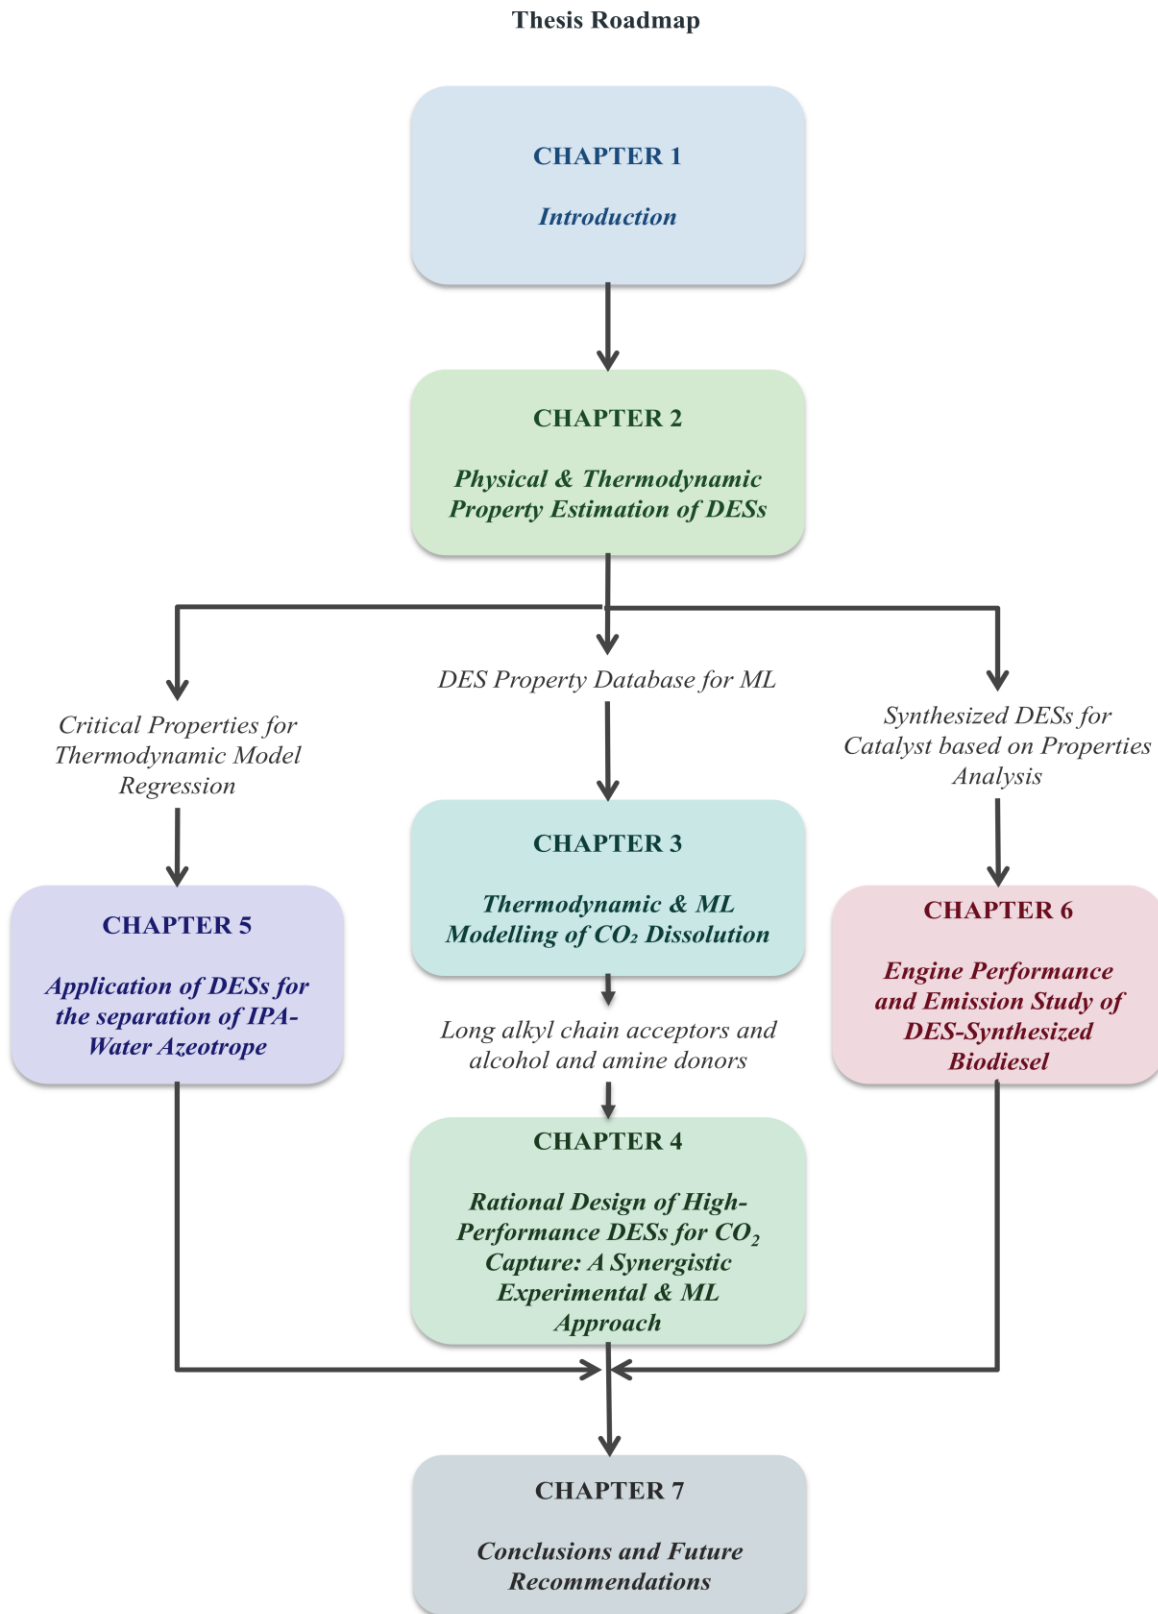 Thesis Roadmap
CHAPTER 1
Introduction
CHAPTER 2
Physical & Thermodynamic
Property Estimation of DESs
DES Property Database for ML
Critical Properties for
Thermodynamic Model
Regression
Synthesized DESs for
Catalyst based on Properties
Analysis
CHAPTER 3
Thermodynamic & ML
Modelling of CO₂ Dissolution
CHAPTER 5
Application of DESs for
the separation of IPA-
Water Azeotrope
CHAPTER 6
Engine Performance
and Emission Study of
DES-Synthesized
Biodiesel
Long alkyl chain acceptors and
alcohol and amine donors
CHAPTER 4
Rational Design of High-
Performance DESs for CO₂
Capture: A Synergistic
Experimental & ML
Approach
CHAPTER 7
Conclusions and Future
Recommendations